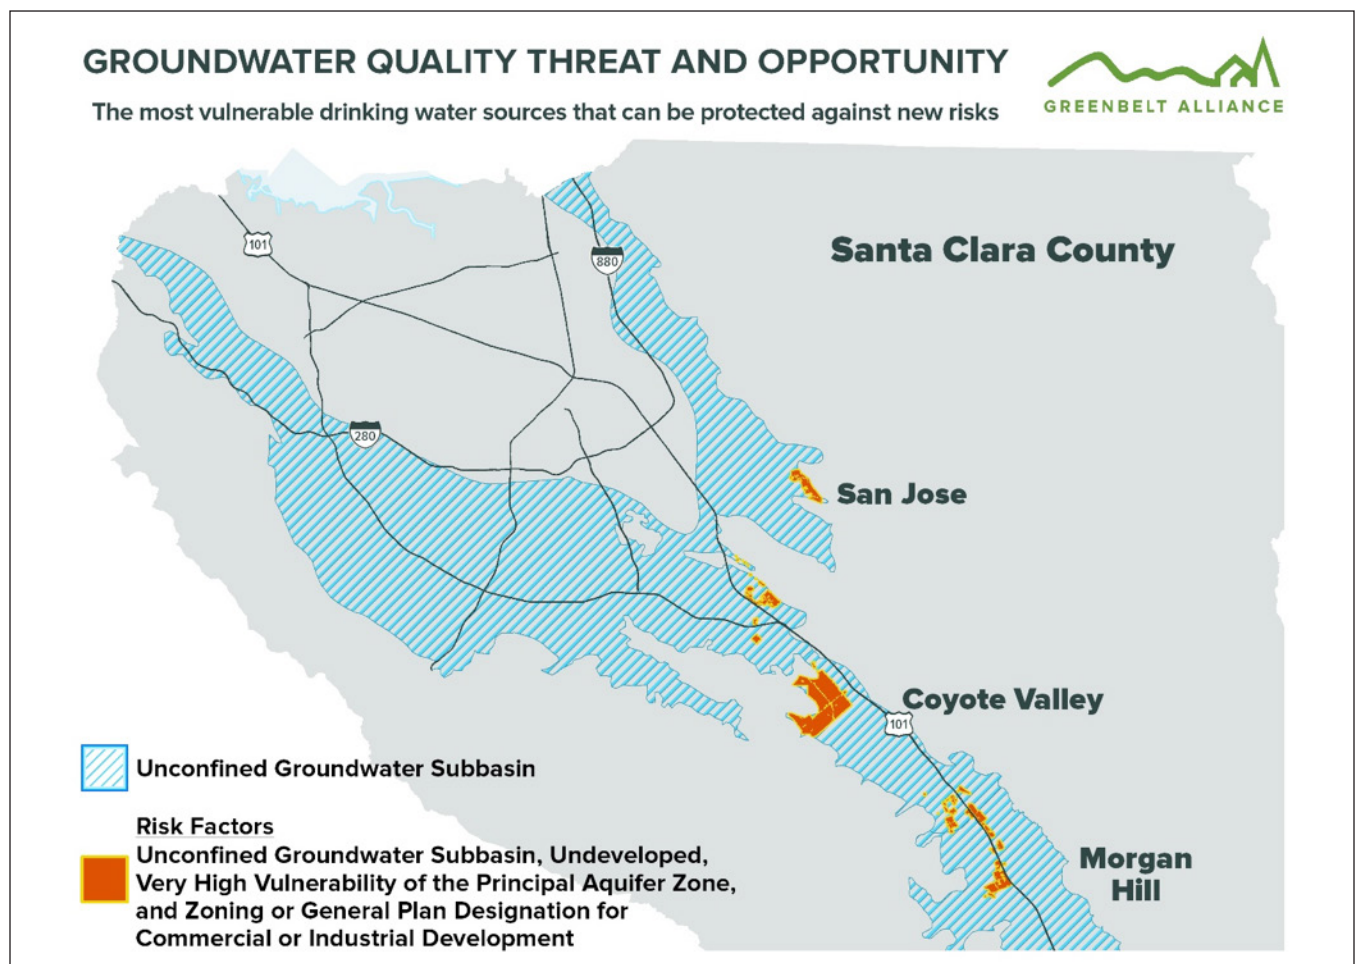 GROUNDWATER QUALITY THREAT AND OPPORTUNITY
The most vulnerable drinking water sources that can be protected against new risks
GREENBELT ALLIANCE
101
880
Santa Clara County
280
San Jose
Coyote Valley
101
Morgan
Hill
Unconfined Groundwater Subbasin
Risk Factors
Unconfined Groundwater Subbasin, Undeveloped,
Very High Vulnerability of the Principal Aquifer Zone,
and Zoning or General Plan Designation for
Commercial or Industrial Development